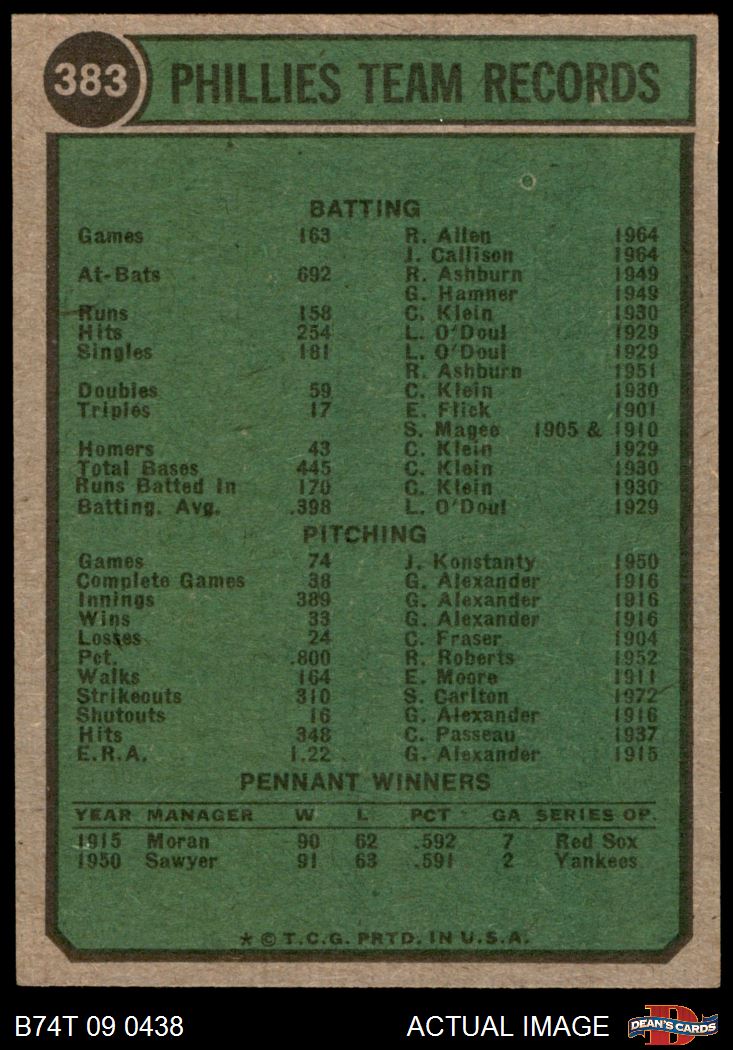 383 PHILLIES TEAM RECORDS
BATTING
Games 163 R. Allen 1964
J. Callison 1964
At-Bats 692 R. Ashburn 1949
G. Hamner 1949
Runs 158 C. Klein 1930
Hits 254 L. O'Doul 1929
Singles 181 L. O'Doul 1929
R. Ashburn 1951
Doubles 59 C. Klein 1930
Triples 17 E. Flick 1901
S. Magee 1905 & 1910
Homers 43 C. Klein 1929
Total Bases 445 C. Klein 1930
Runs Batted In 170 C. Klein 1930
Batting. Avg. .398 L. O'Doul 1929
PITCHING
Games 74 J. Konstanty 1950
Complete Games 38 G. Alexander 1916
Innings 389 G. Alexander 1916
Wins 33 G. Alexander 1916
Losses 24 C. Fraser 1904
Pct. .800 R. Roberts 1952
Walks 164 E. Moore 1911
Strikeouts 310 S. Carlton 1972
Shutouts 16 G. Alexander 1916
Hits 348 C. Passeau 1937
E.R.A. 1.22 G. Alexander 1915
PENNANT WINNERS
YEAR MANAGER W L PCT GA SERIES OP.
1915 Moran 90 62 .592 7 Red Sox
1950 Sawyer 91 63 .591 2 Yankees
* © T.C.G. PRTD. IN U.S.A.
B74T 09 0438 ACTUAL IMAGE D DEAN'S CARDS